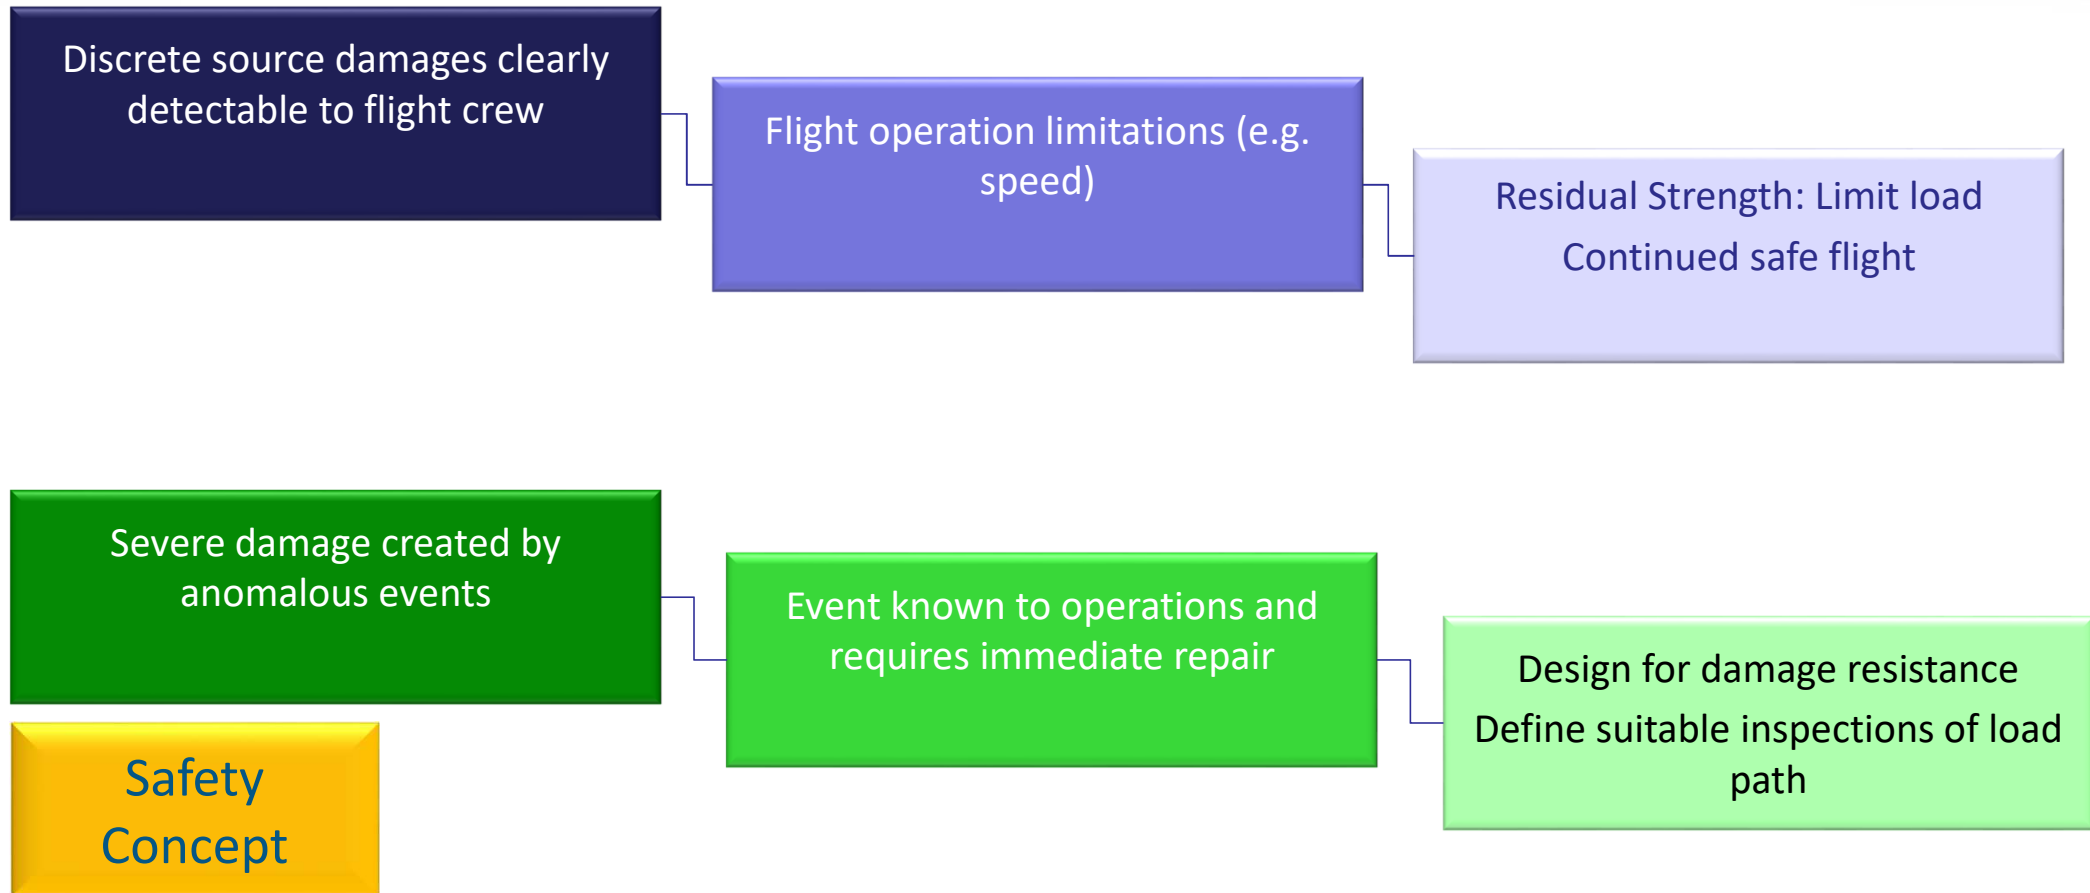 Discrete source damages clearly
detectable to flight crew
Flight operation limitations (e.g.
speed)
Residual Strength: Limit load
Continued safe flight
Severe damage created by
anomalous events
Event known to operations and
requires immediate repair
Design for damage resistance
Define suitable inspections of load
path
Safety
Concept